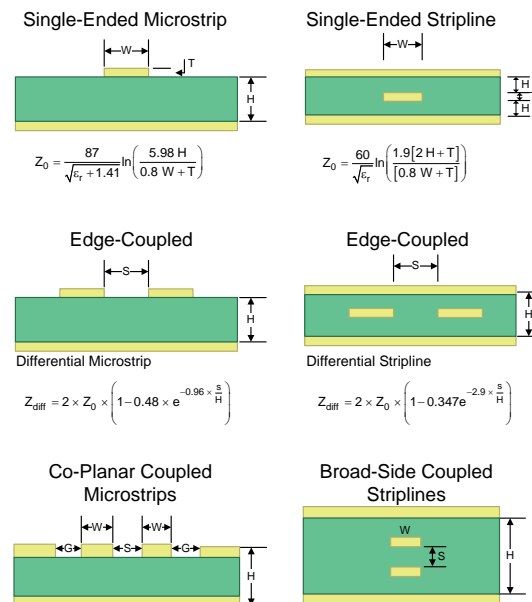 Single-Ended Microstrip
W
T
H
Z0 = 87 / √(εr + 1.41) ln(5.98 H / 0.8 W + T)
Single-Ended Stripline
W
H
H
Z0 = 60 / √εr ln(1.9[2 H + T] / [0.8 W + T])
Edge-Coupled
S
H
Differential Microstrip
Zdiff = 2 × Z0 × (1 − 0.48 × e^(−0.96 × s/H))
Edge-Coupled
S
H
Differential Stripline
Zdiff = 2 × Z0 × (1 − 0.347e^(−2.9 × s/H))
Co-Planar Coupled
Microstrips
G W S W G
H
Broad-Side Coupled
Striplines
W
S
H